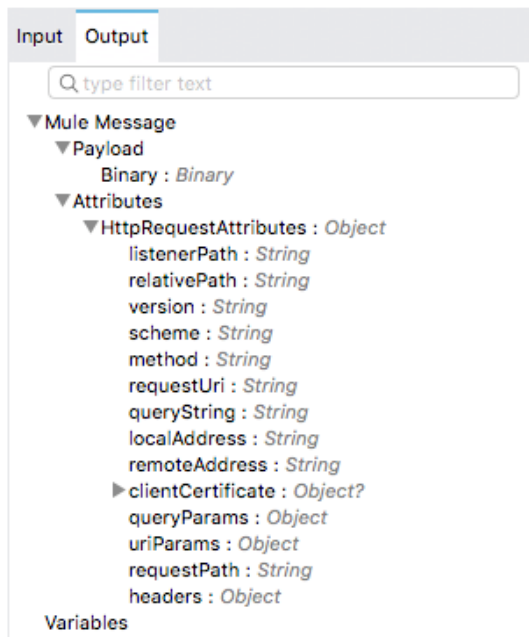 Input Output
type filter text
Mule Message
Payload
Binary : Binary
Attributes
HttpRequestAttributes : Object
listenerPath : String
relativePath : String
version : String
scheme : String
method : String
requestUri : String
queryString : String
localAddress : String
remoteAddress : String
clientCertificate : Object?
queryParams : Object
uriParams : Object
requestPath : String
headers : Object
Variables